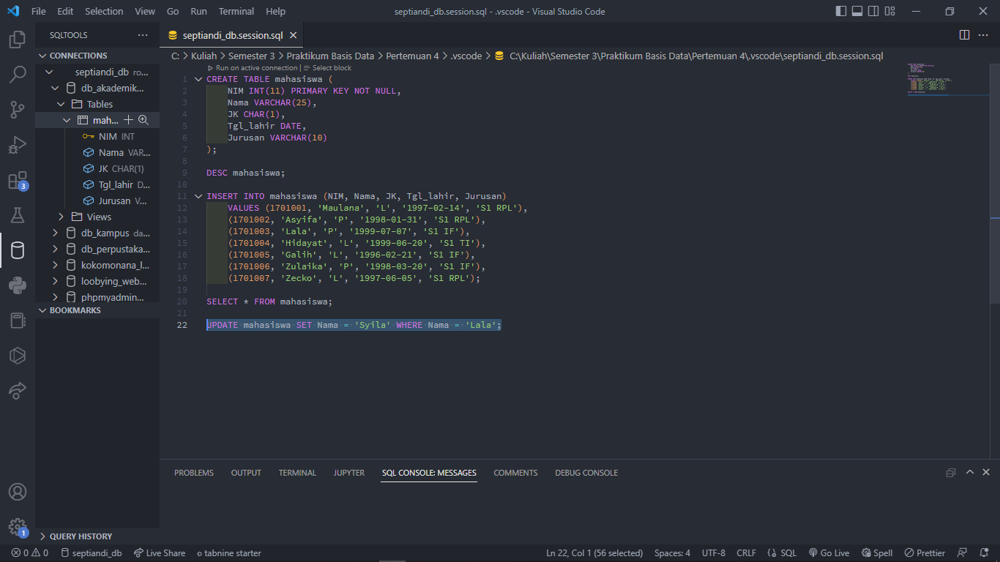 File Edit Selection View Go Run Terminal Help septiandi_db.session.sql - .vscode - Visual Studio Code
SQLTOOLS
septiandi_db.session.sql
CONNECTIONS
C: > Kuliah > Semester 3 > Praktikum Basis Data > Pertemuan 4 > .vscode > C:\Kuliah\Semester 3\Praktikum Basis Data\Pertemuan 4\.vscode\septiandi_db.session.sql
septiandi_db ro...
db_akademik...
Tables
mah...
NIM INT
Nama VAR...
JK CHAR(1)
Tgl_lahir D...
Jurusan V...
Views
db_kampus da...
db_perpustaka...
kokomonana_l...
loobying_web...
phpmyadmin...
BOOKMARKS
QUERY HISTORY
3
1
Run on active connection | Select block
1 CREATE TABLE mahasiswa (
2 NIM INT(11) PRIMARY KEY NOT NULL,
3 Nama VARCHAR(25),
4 JK CHAR(1),
5 Tgl_lahir DATE,
6 Jurusan VARCHAR(10)
7 );
8
9 DESC mahasiswa;
10
11 INSERT INTO mahasiswa (NIM, Nama, JK, Tgl_lahir, Jurusan)
12 VALUES (1701001, 'Maulana', 'L', '1997-02-14', 'S1 RPL'),
13 (1701002, 'Asyifa', 'P', '1998-01-31', 'S1 RPL'),
14 (1701003, 'Lala', 'P', '1999-07-07', 'S1 IF'),
15 (1701004, 'Hidayat', 'L', '1999-06-20', 'S1 TI'),
16 (1701005, 'Galih', 'L', '1996-02-21', 'S1 IF'),
17 (1701006, 'Zulaika', 'P', '1998-03-20', 'S1 IF'),
18 (1701007, 'Zecko', 'L', '1997-06-05', 'S1 RPL');
19
20 SELECT * FROM mahasiswa;
21
22 UPDATE mahasiswa SET Nama = 'Syila' WHERE Nama = 'Lala';
PROBLEMS OUTPUT TERMINAL JUPYTER SQL CONSOLE: MESSAGES COMMENTS DEBUG CONSOLE
0 0 septiandi_db Live Share tabnine starter Ln 22, Col 1 (56 selected) Spaces: 4 UTF-8 CRLF SQL Go Live Spell Prettier